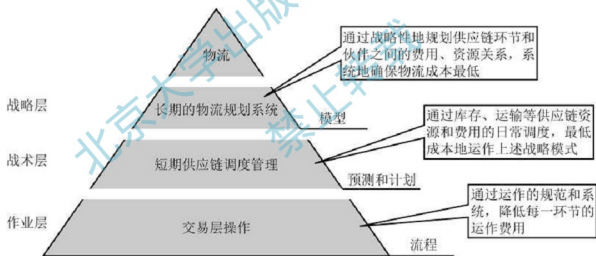 北京大学出版
禁止转载
物流
通过战略性地规划供应链环节和
伙伴之间的费用、资源关系，系
统地确保物流成本最低
战略层
长期的物流规划系统
模型
通过库存、运输等供应链资
源和费用的日常调度，最低
成本地运作上述战略模式
战术层
短期供应链调度管理
预测和计划
通过运作的规范和系
统，降低每一环节的
运作费用
作业层
交易层操作
流程